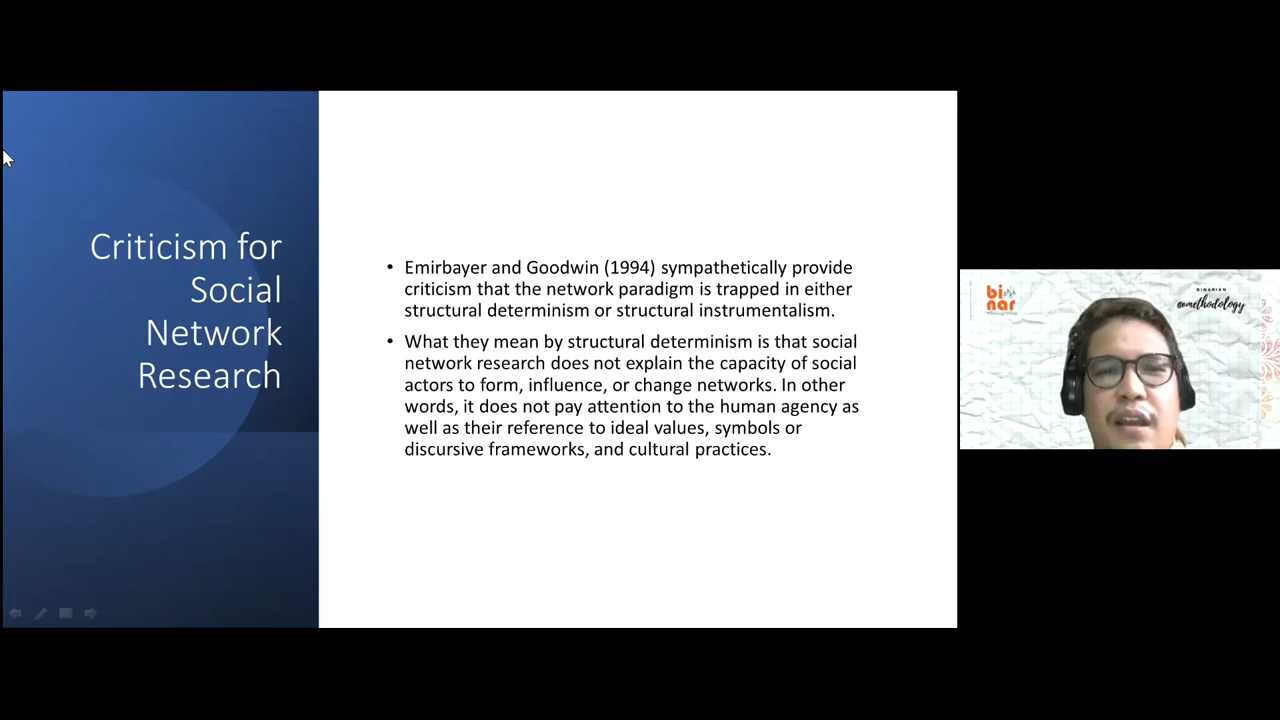 Criticism for
Social
Network
Research
• Emirbayer and Goodwin (1994) sympathetically provide
criticism that the network paradigm is trapped in either
structural determinism or structural instrumentalism.
• What they mean by structural determinism is that social
network research does not explain the capacity of social
actors to form, influence, or change networks. In other
words, it does not pay attention to the human agency as
well as their reference to ideal values, symbols or
discursive frameworks, and cultural practices.
bi
nar
BINARIAN
methodology